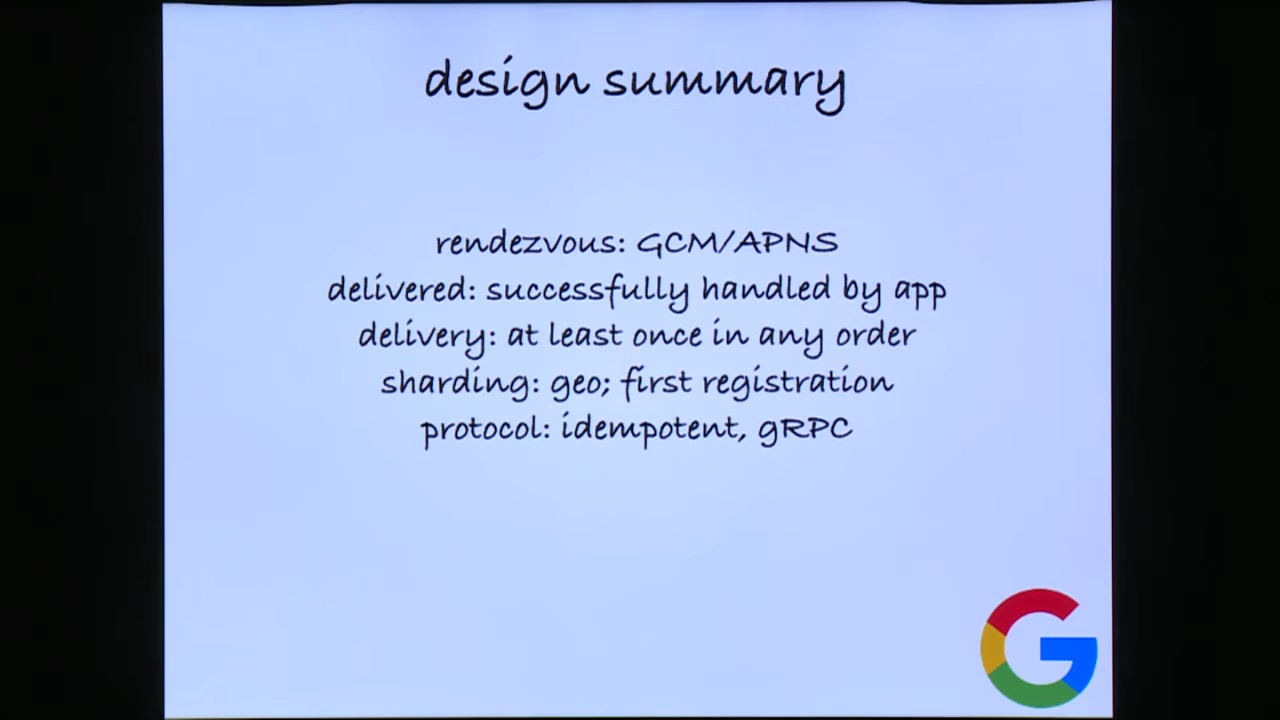 design summary
rendezvous: GCM/APNS
delivered: successfully handled by app
delivery: at least once in any order
sharding: geo; first registration
protocol: idempotent, gRPC
G